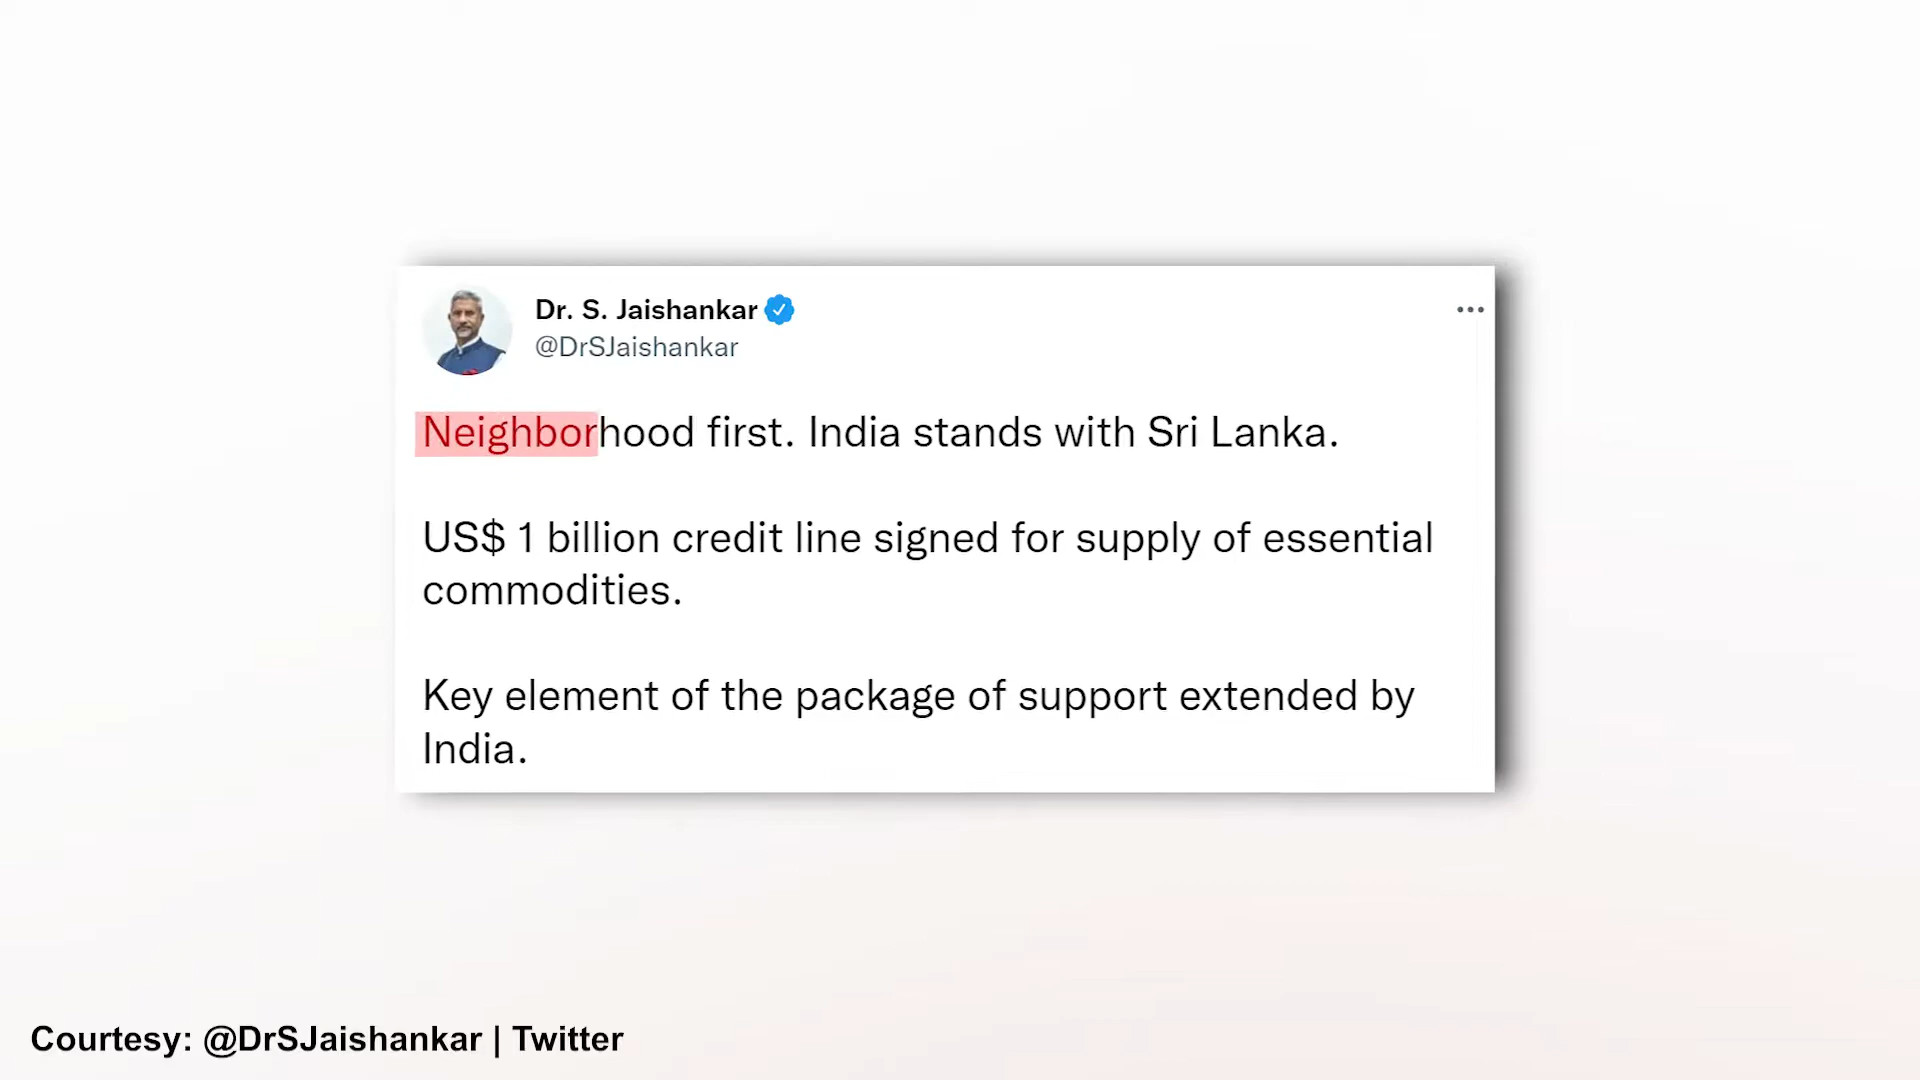 Dr. S. Jaishankar
@DrSJaishankar
Neighborhood first. India stands with Sri Lanka.
US$ 1 billion credit line signed for supply of essential
commodities.
Key element of the package of support extended by
India.
Courtesy: @DrSJaishankar | Twitter